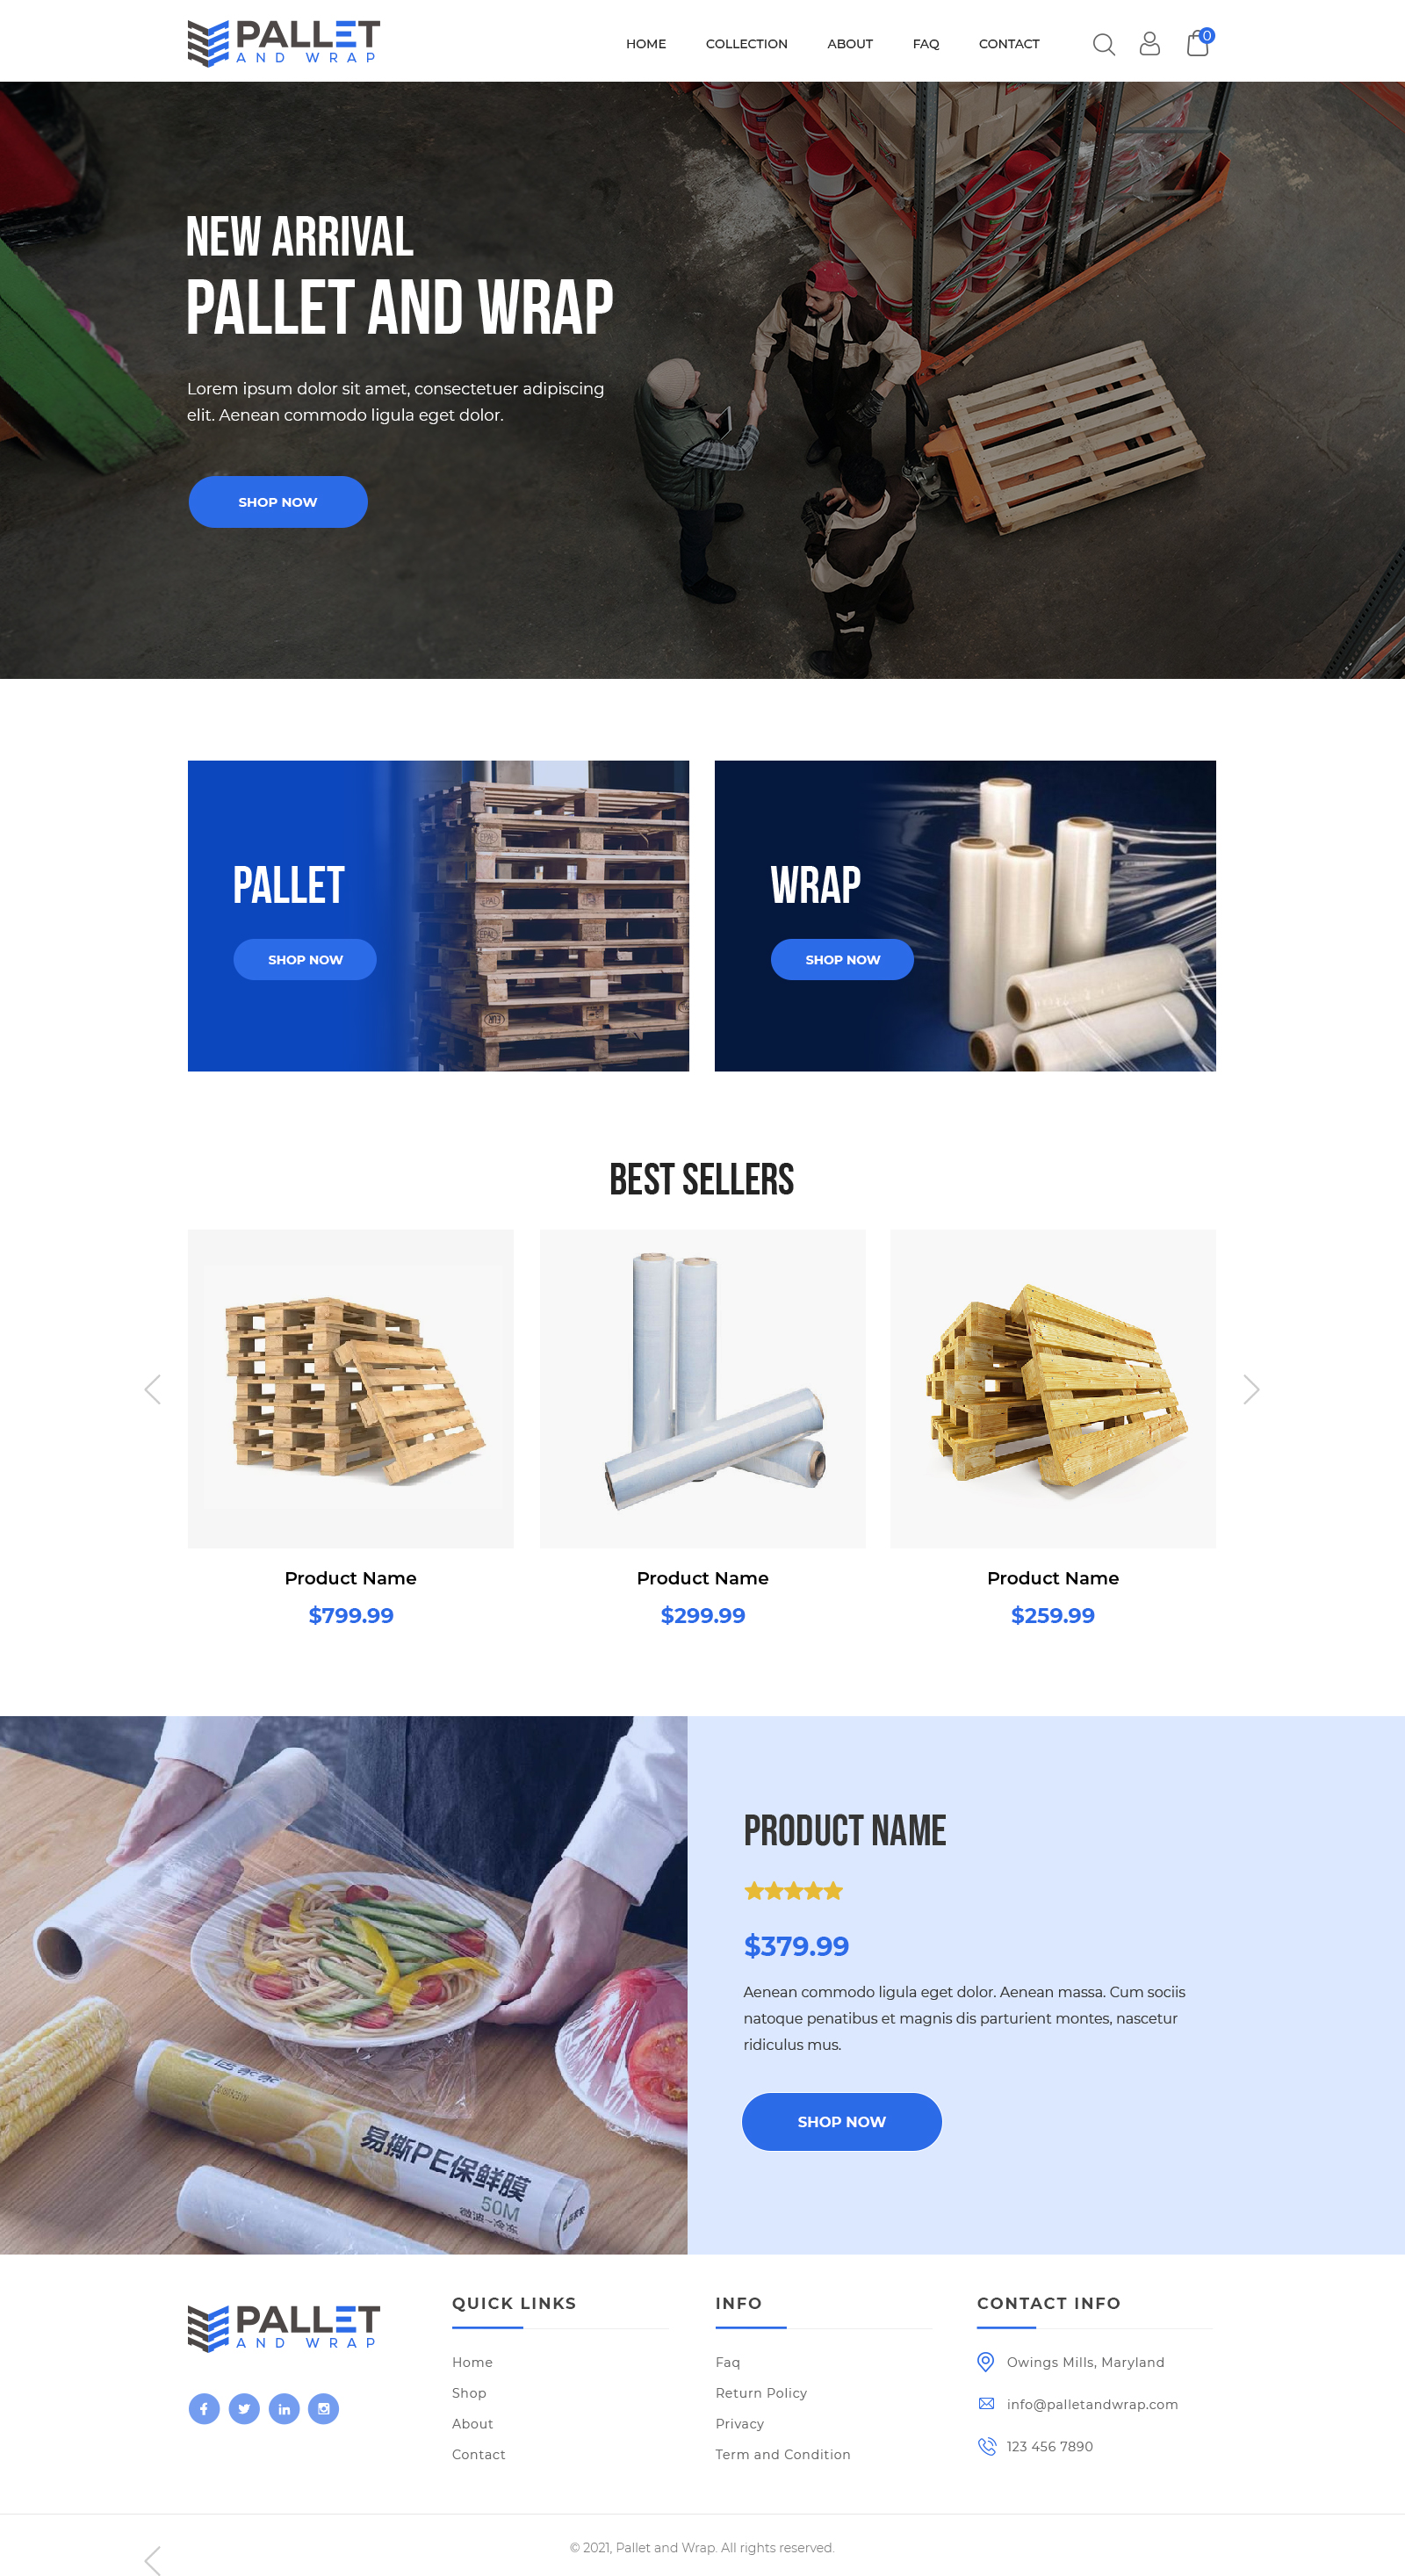 PALLET
AND WRAP
HOME COLLECTION ABOUT FAQ CONTACT
0
NEW ARRIVAL
PALLET AND WRAP
Lorem ipsum dolor sit amet, consectetuer adipiscing
elit. Aenean commodo ligula eget dolor.
SHOP NOW
PALLET
SHOP NOW
WRAP
SHOP NOW
BEST SELLERS
Product Name
$799.99
Product Name
$299.99
Product Name
$259.99
易撕PE保鲜膜
50M
PRODUCT NAME
$379.99
Aenean commodo ligula eget dolor. Aenean massa. Cum sociis
natoque penatibus et magnis dis parturient montes, nascetur
ridiculus mus.
SHOP NOW
PALLET
AND WRAP
QUICK LINKS
Home
Shop
About
Contact
INFO
Faq
Return Policy
Privacy
Term and Condition
CONTACT INFO
Owings Mills, Maryland
info@palletandwrap.com
123 456 7890
© 2021, Pallet and Wrap. All rights reserved.